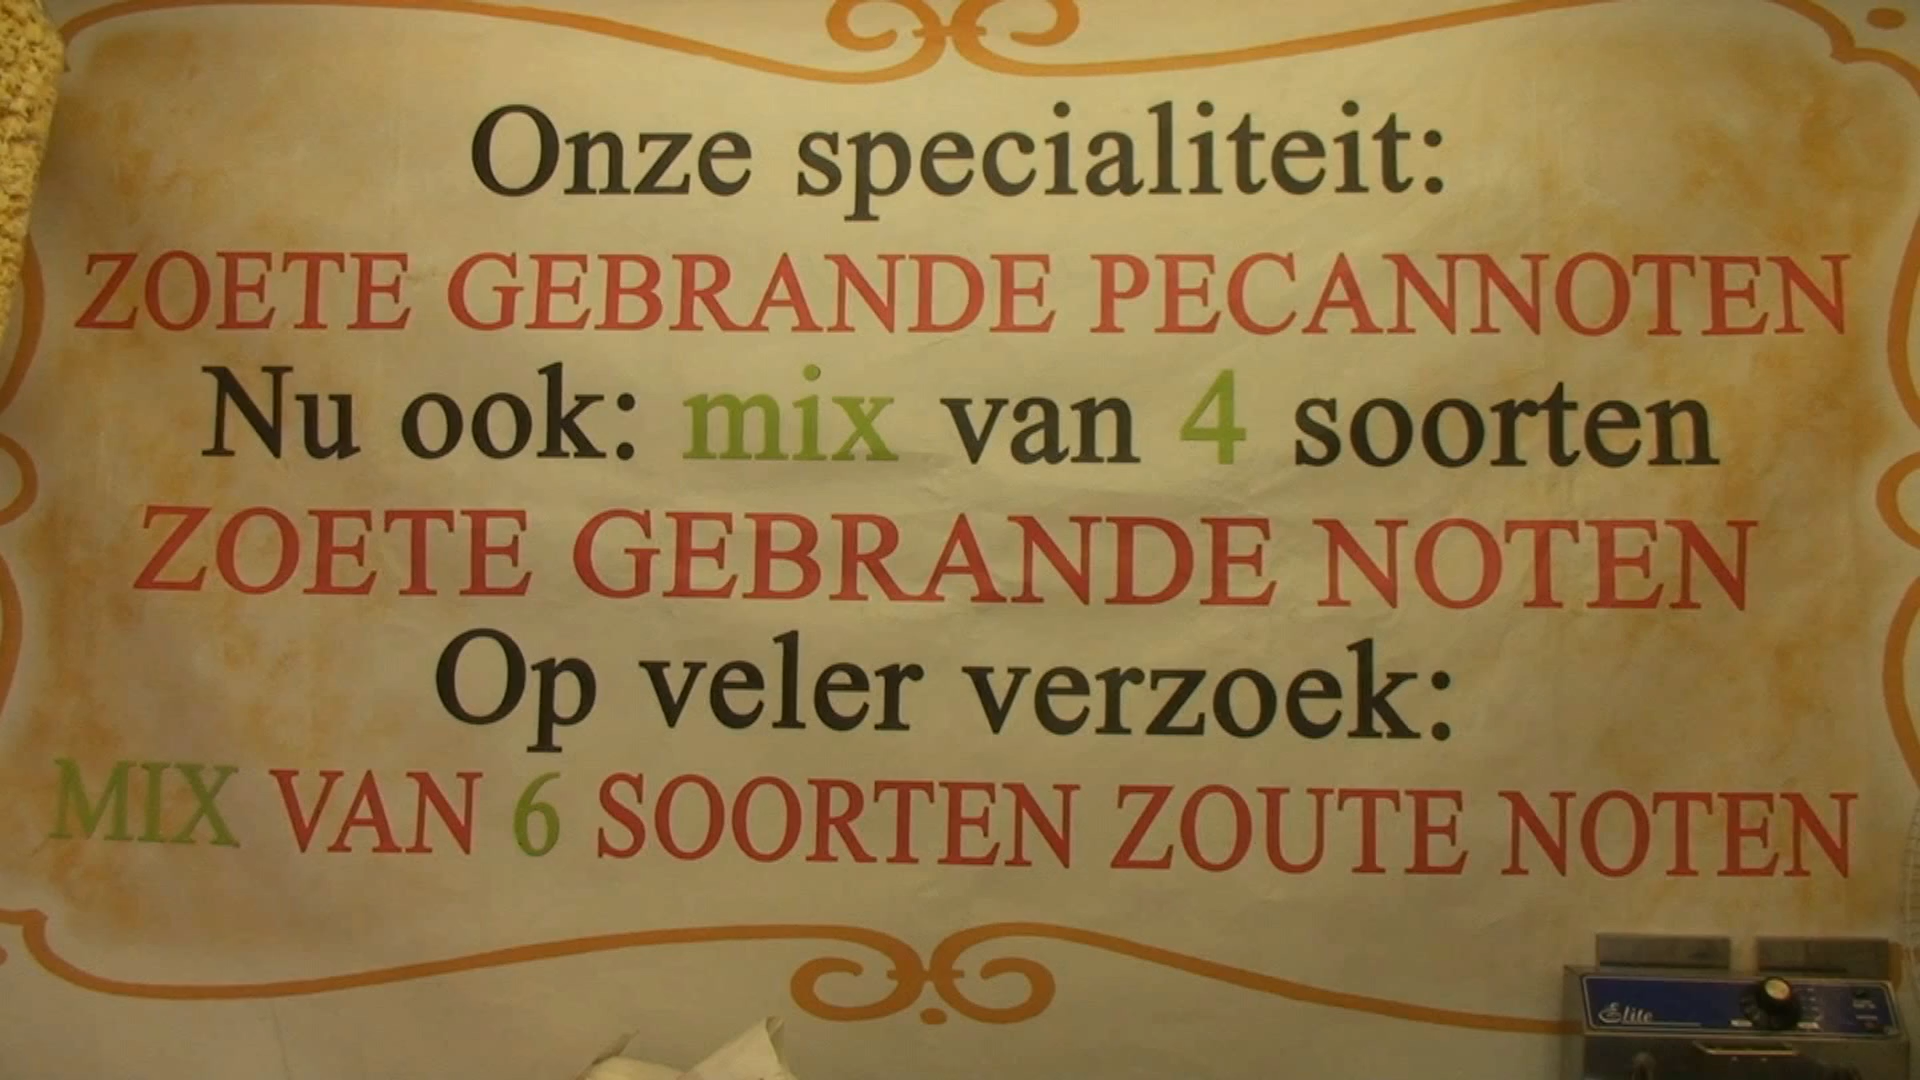 Onze specialiteit:
ZOETE GEBRANDE PECANNOTEN
Nu ook: mix van 4 soorten
ZOETE GEBRANDE NOTEN
Op veler verzoek:
MIX VAN 6 SOORTEN ZOUTE NOTEN
Elite